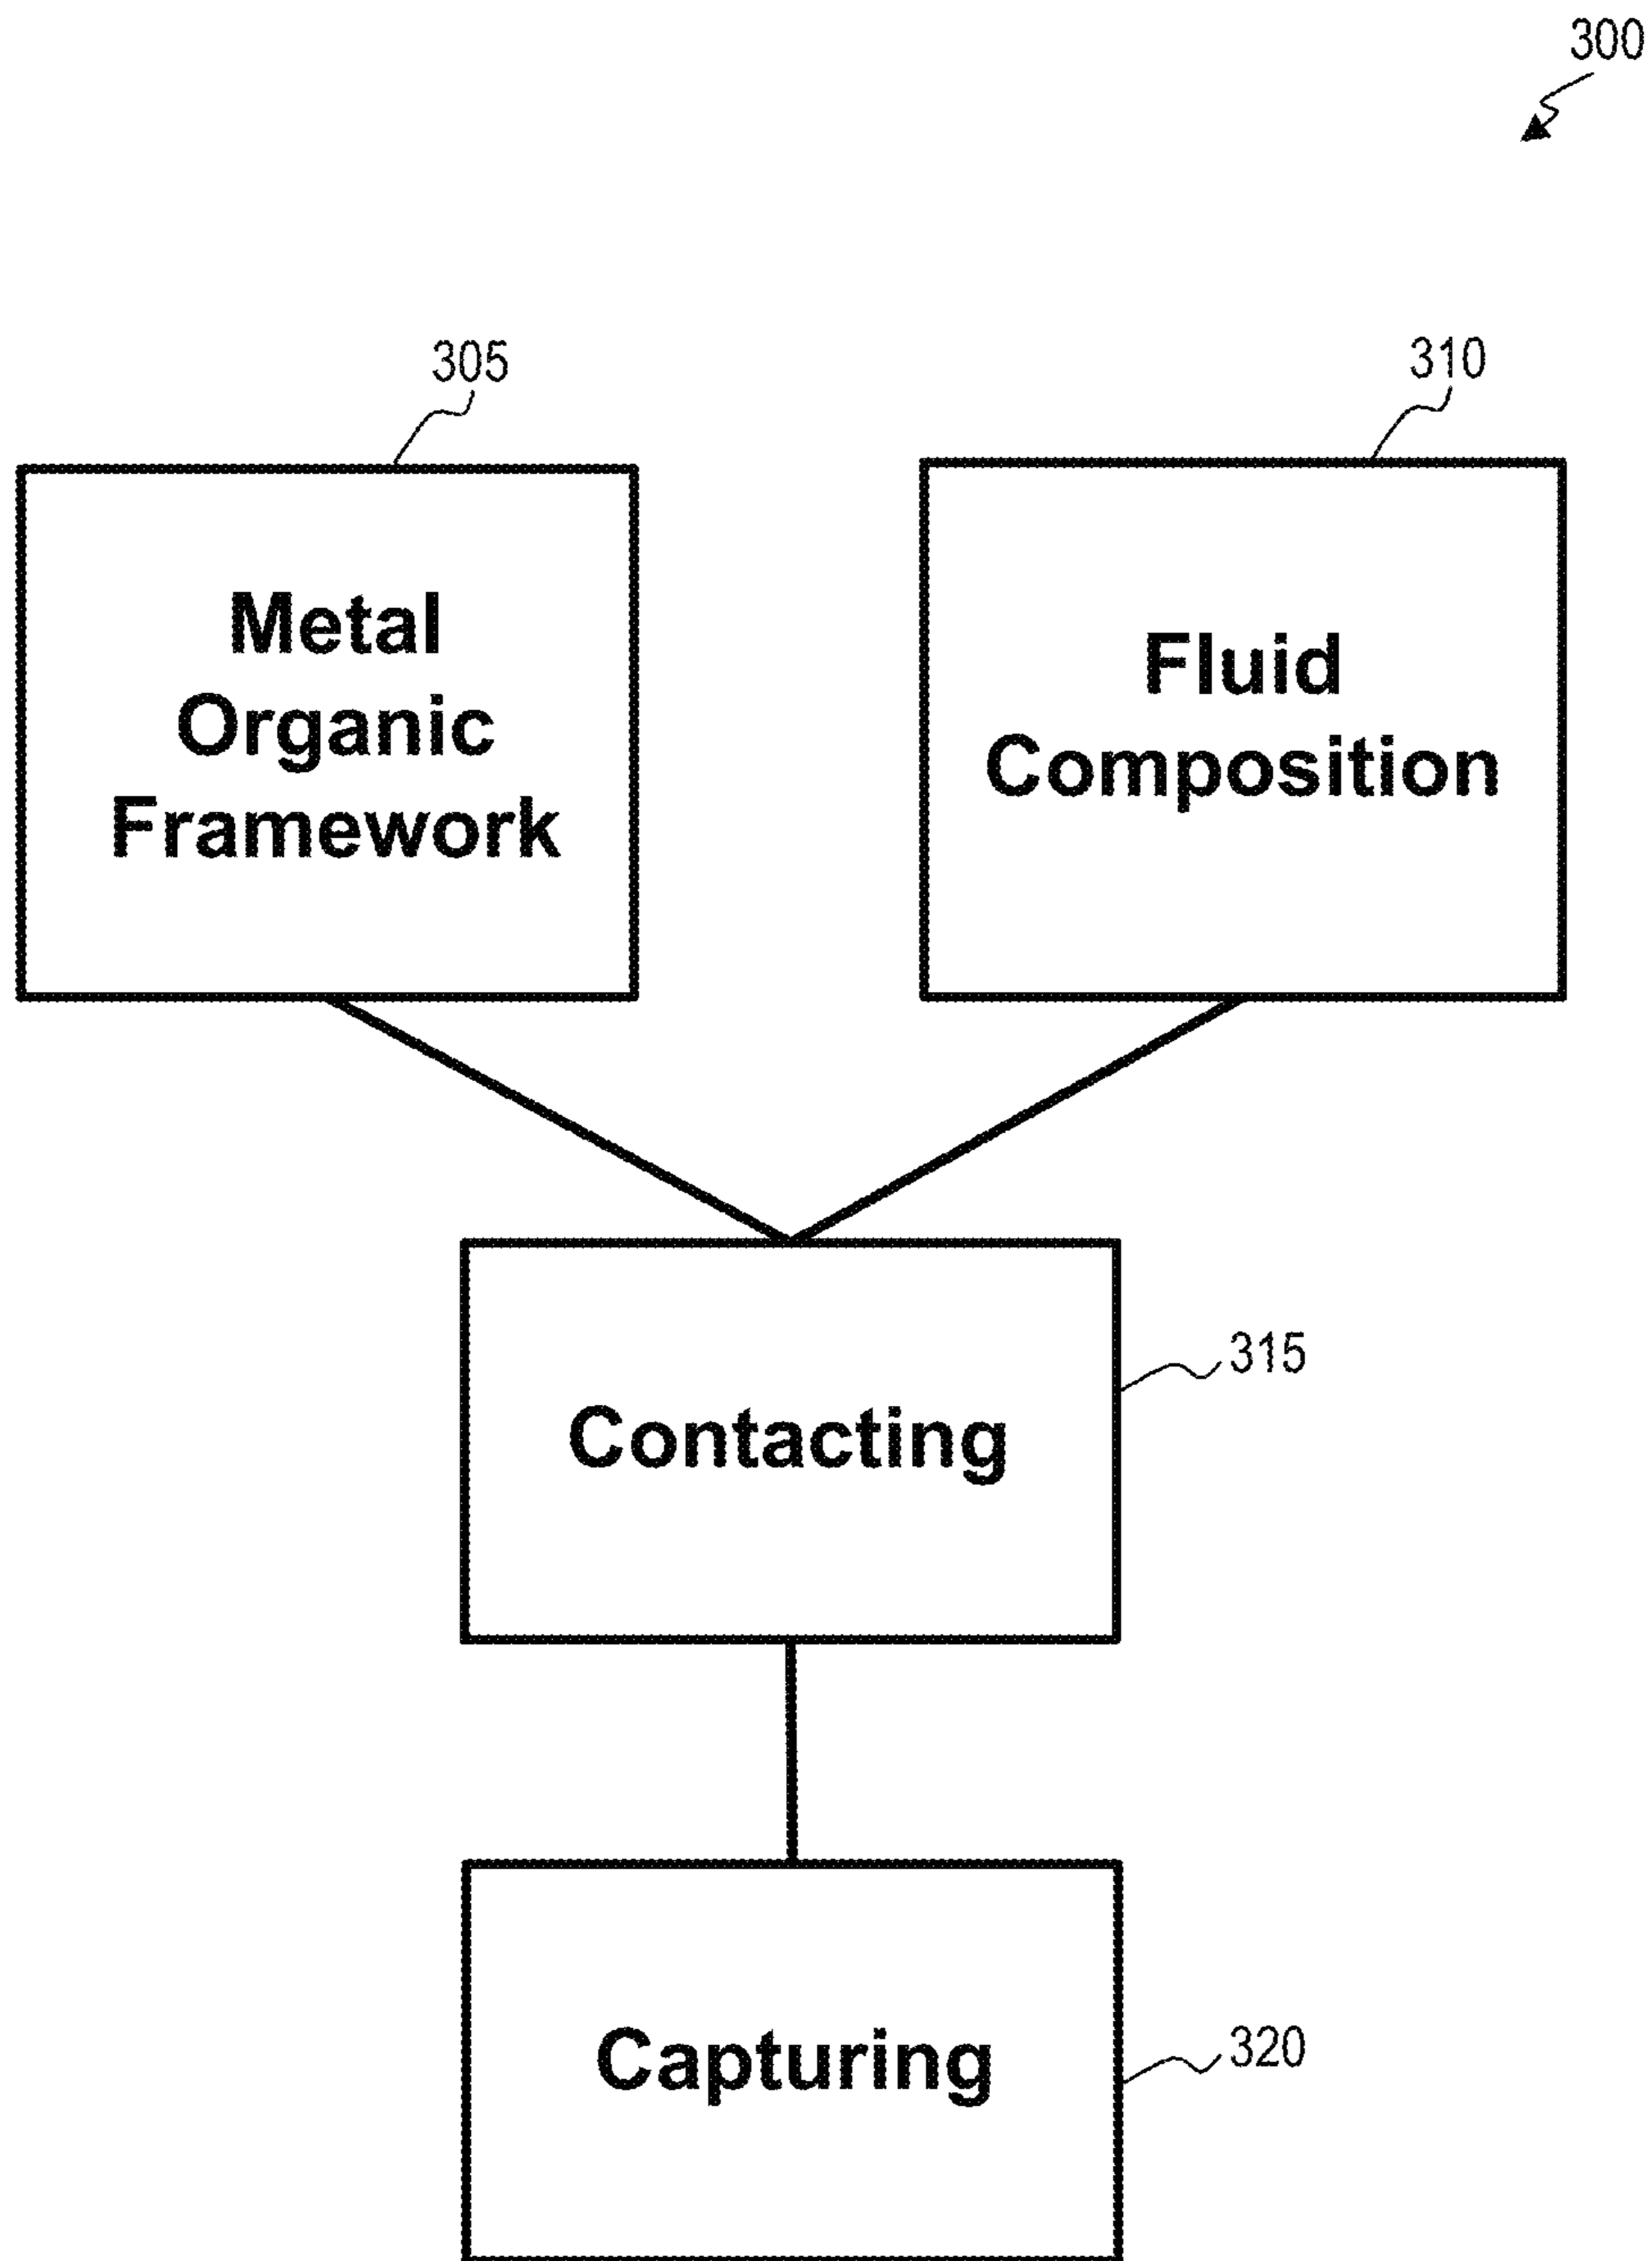 300
305
310
Metal
Organic
Framework
Fluid
Composition
315
Contacting
Capturing
320